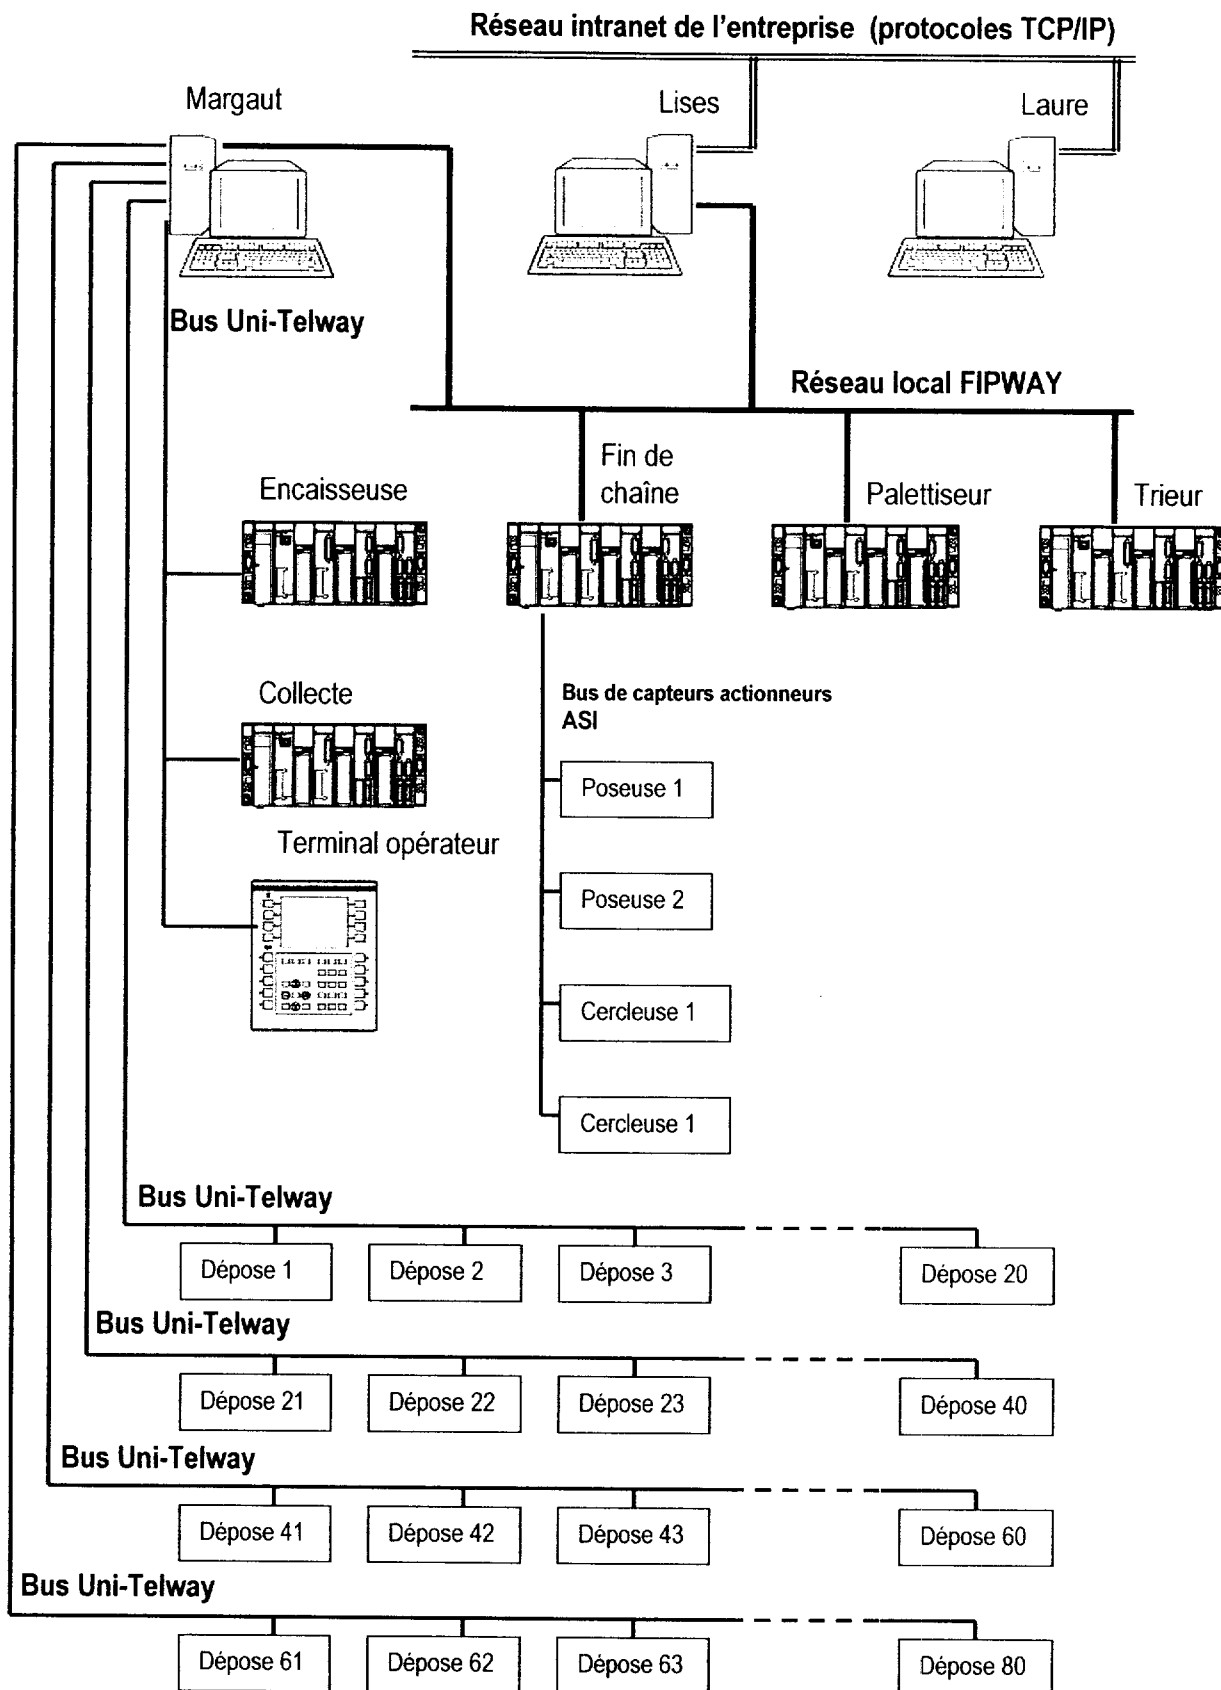 Réseau intranet de l'entreprise (protocoles TCP/IP)
Margaut
Lises
Laure
Bus Uni-Telway
Réseau local FIPWAY
Encaisseuse
Fin de
chaîne
Palettiseur
Trieur
Collecte
Bus de capteurs actionneurs
ASI
Poseuse 1
Terminal opérateur
Poseuse 2
Cercleuse 1
Cercleuse 1
Bus Uni-Telway
Dépose 1
Dépose 2
Dépose 3
Dépose 20
Bus Uni-Telway
Dépose 21
Dépose 22
Dépose 23
Dépose 40
Bus Uni-Telway
Dépose 41
Dépose 42
Dépose 43
Dépose 60
Bus Uni-Telway
Dépose 61
Dépose 62
Dépose 63
Dépose 80